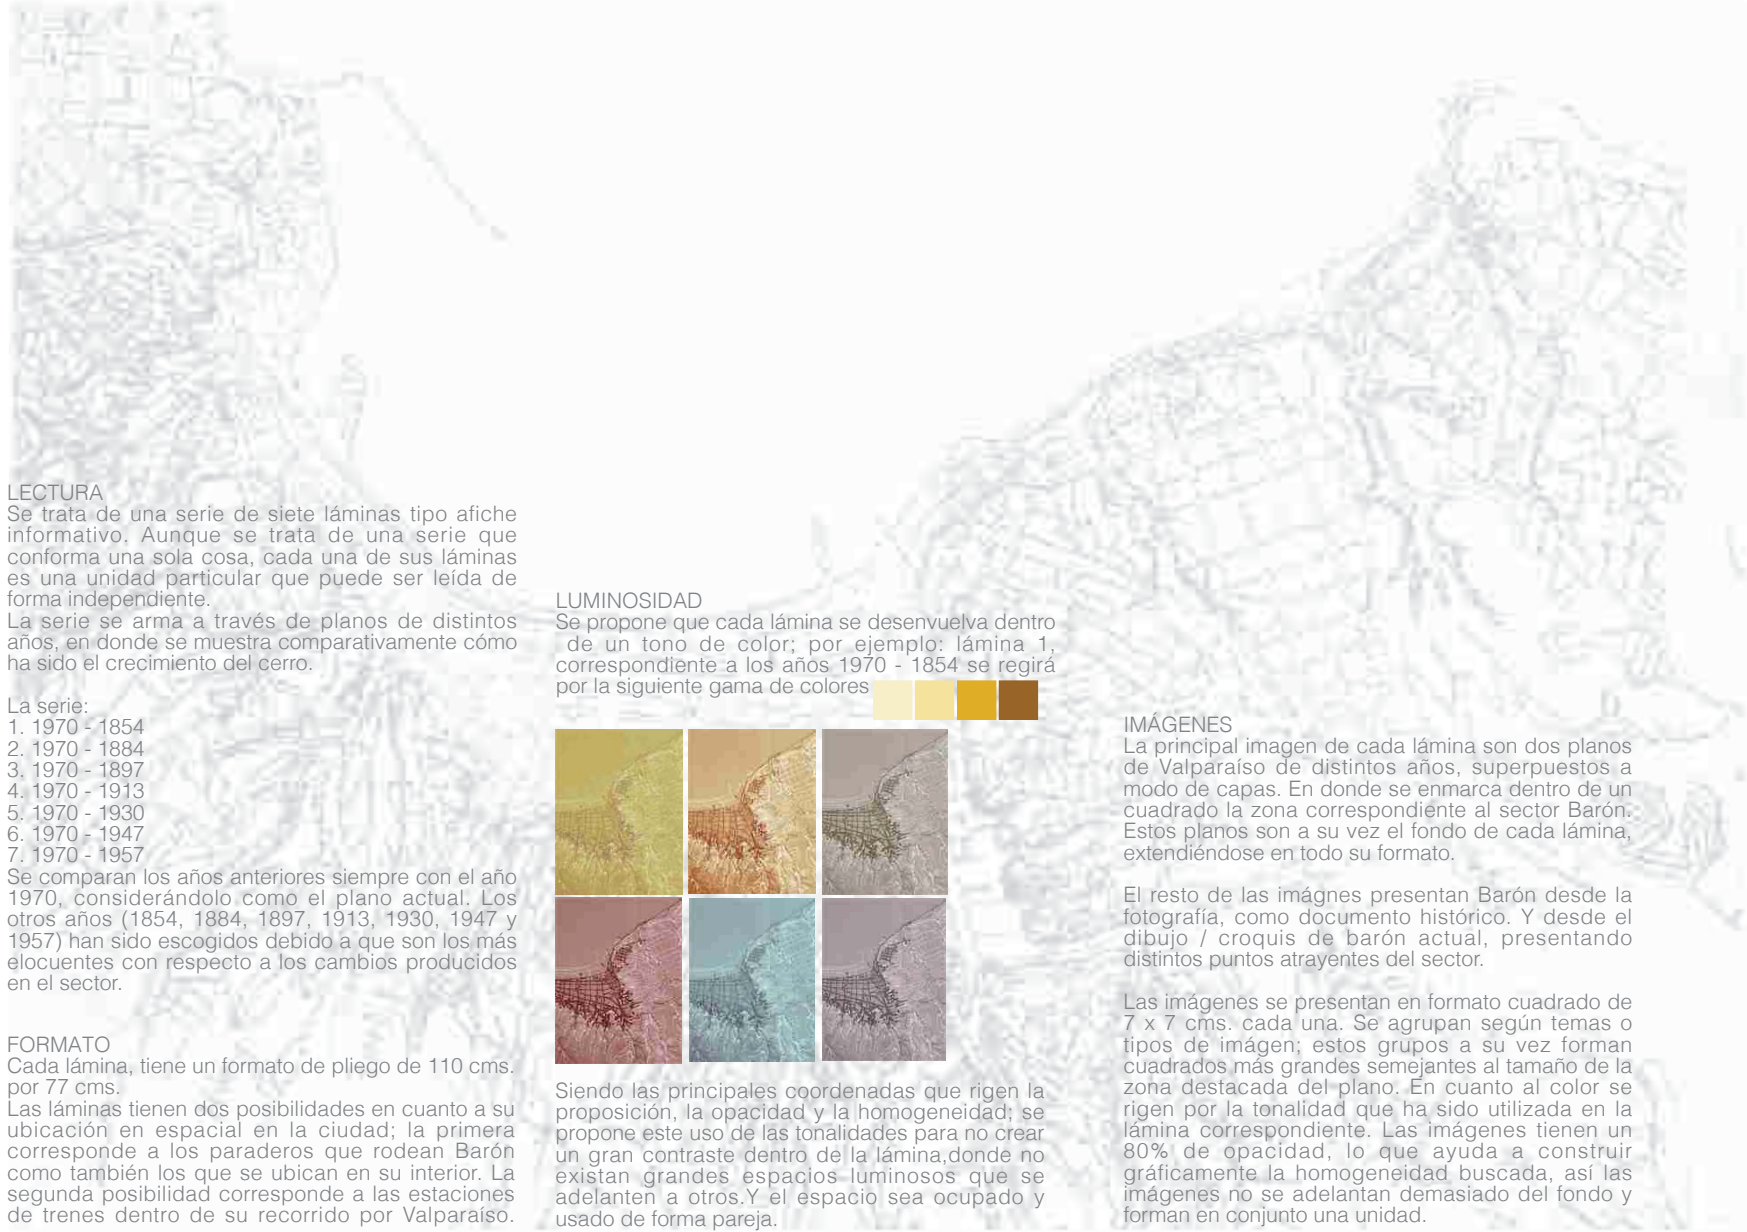 LECTURA
Se trata de una serie de siete láminas tipo afiche
informativo. Aunque se trata de una serie que
conforma una sola cosa, cada una de sus láminas
es una unidad particular que puede ser leída de
forma independiente.
La serie se arma a través de planos de distintos
años, en donde se muestra comparativamente cómo
ha sido el crecimiento del cerro.
La serie:
1. 1970 - 1854
2. 1970 - 1884
3. 1970 - 1897
4. 1970 - 1913
5. 1970 - 1930
6. 1970 - 1947
7. 1970 - 1957
Se comparan los años anteriores siempre con el año
1970, considerándolo como el plano actual. Los
otros años (1854, 1884, 1897, 1913, 1930, 1947 y
1957) han sido escogidos debido a que son los más
elocuentes con respecto a los cambios producidos
en el sector.
FORMATO
Cada lámina, tiene un formato de pliego de 110 cms.
por 77 cms.
Las láminas tienen dos posibilidades en cuanto a su
ubicación en espacial en la ciudad; la primera
corresponde a los paraderos que rodean Barón
como también los que se ubican en su interior. La
segunda posibilidad corresponde a las estaciones
de trenes dentro de su recorrido por Valparaíso.
LUMINOSIDAD
Se propone que cada lámina se desenvuelva dentro
de un tono de color; por ejemplo: lámina 1,
correspondiente a los años 1970 - 1854 se regirá
por la siguiente gama de colores
Siendo las principales coordenadas que rigen la
proposición, la opacidad y la homogeneidad; se
propone este uso de las tonalidades para no crear
un gran contraste dentro de la lámina,donde no
existan grandes espacios luminosos que se
adelanten a otros.Y el espacio sea ocupado y
usado de forma pareja.
IMÁGENES
La principal imagen de cada lámina son dos planos
de Valparaíso de distintos años, superpuestos a
modo de capas. En donde se enmarca dentro de un
cuadrado la zona correspondiente al sector Barón.
Estos planos son a su vez el fondo de cada lámina,
extendiéndose en todo su formato.
El resto de las imágnes presentan Barón desde la
fotografía, como documento histórico. Y desde el
dibujo / croquis de barón actual, presentando
distintos puntos atrayentes del sector.
Las imágenes se presentan en formato cuadrado de
7 x 7 cms. cada una. Se agrupan según temas o
tipos de imágen; estos grupos a su vez forman
cuadrados más grandes semejantes al tamaño de la
zona destacada del plano. En cuanto al color se
rigen por la tonalidad que ha sido utilizada en la
lámina correspondiente. Las imágenes tienen un
80% de opacidad, lo que ayuda a construir
gráficamente la homogeneidad buscada, así las
imágenes no se adelantan demasiado del fondo y
forman en conjunto una unidad.